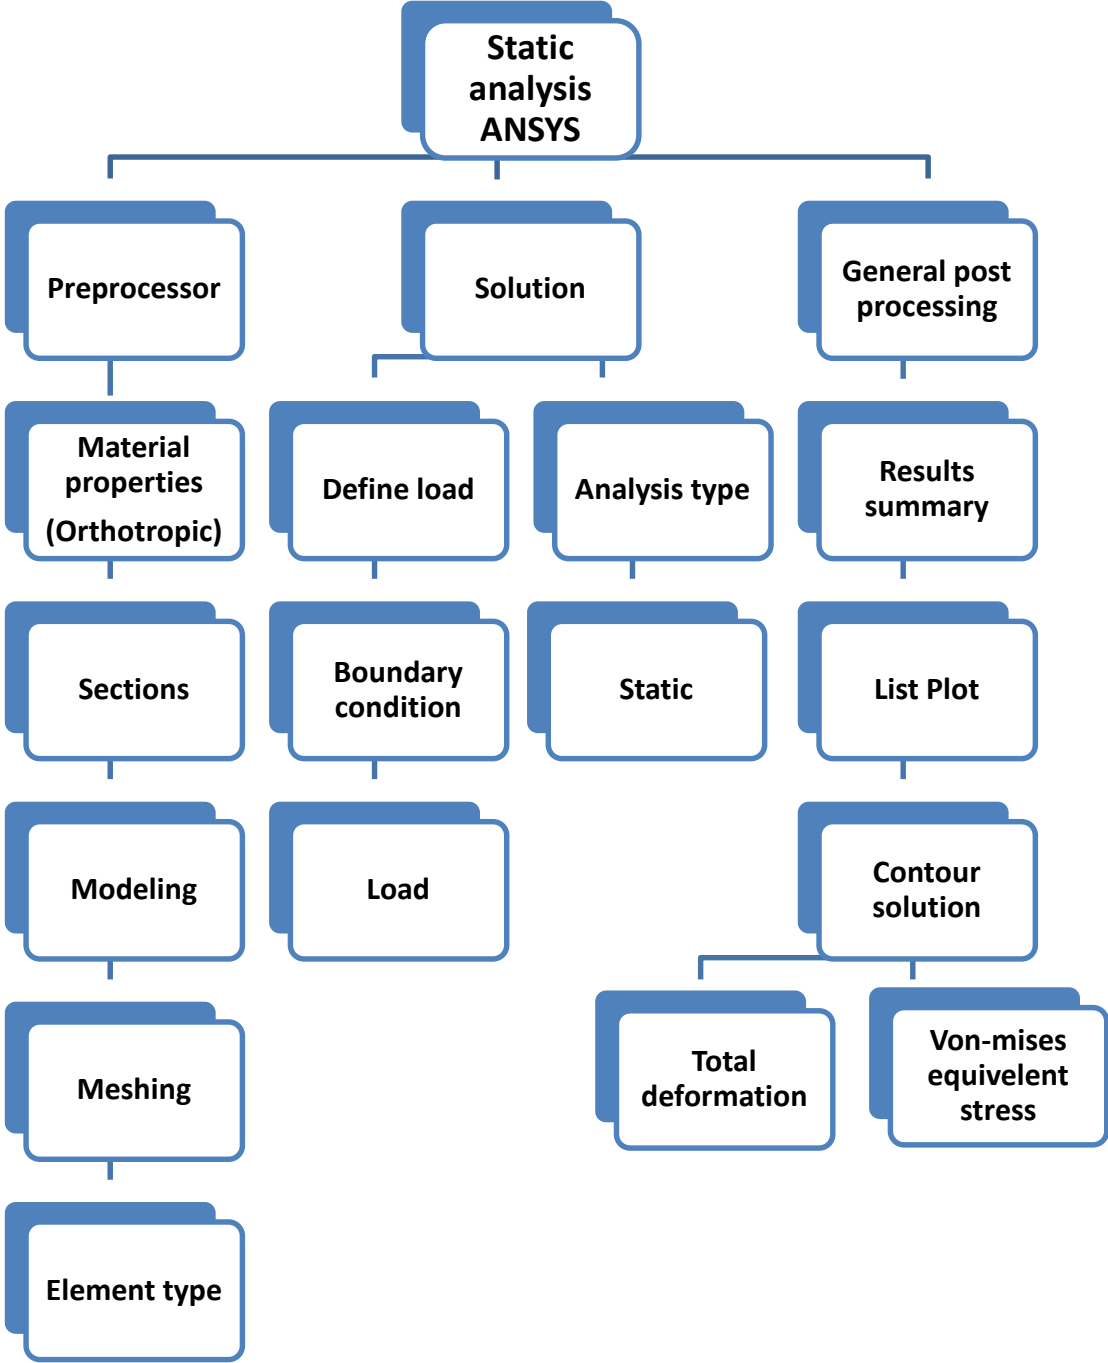 Static
analysis
ANSYS
Preprocessor
Solution
General post
processing
Material
properties
(Orthotropic)
Define load
Analysis type
Results
summary
Sections
Boundary
condition
Static
List Plot
Modeling
Load
Contour
solution
Meshing
Total
deformation
Von-mises
equivelent
stress
Element type